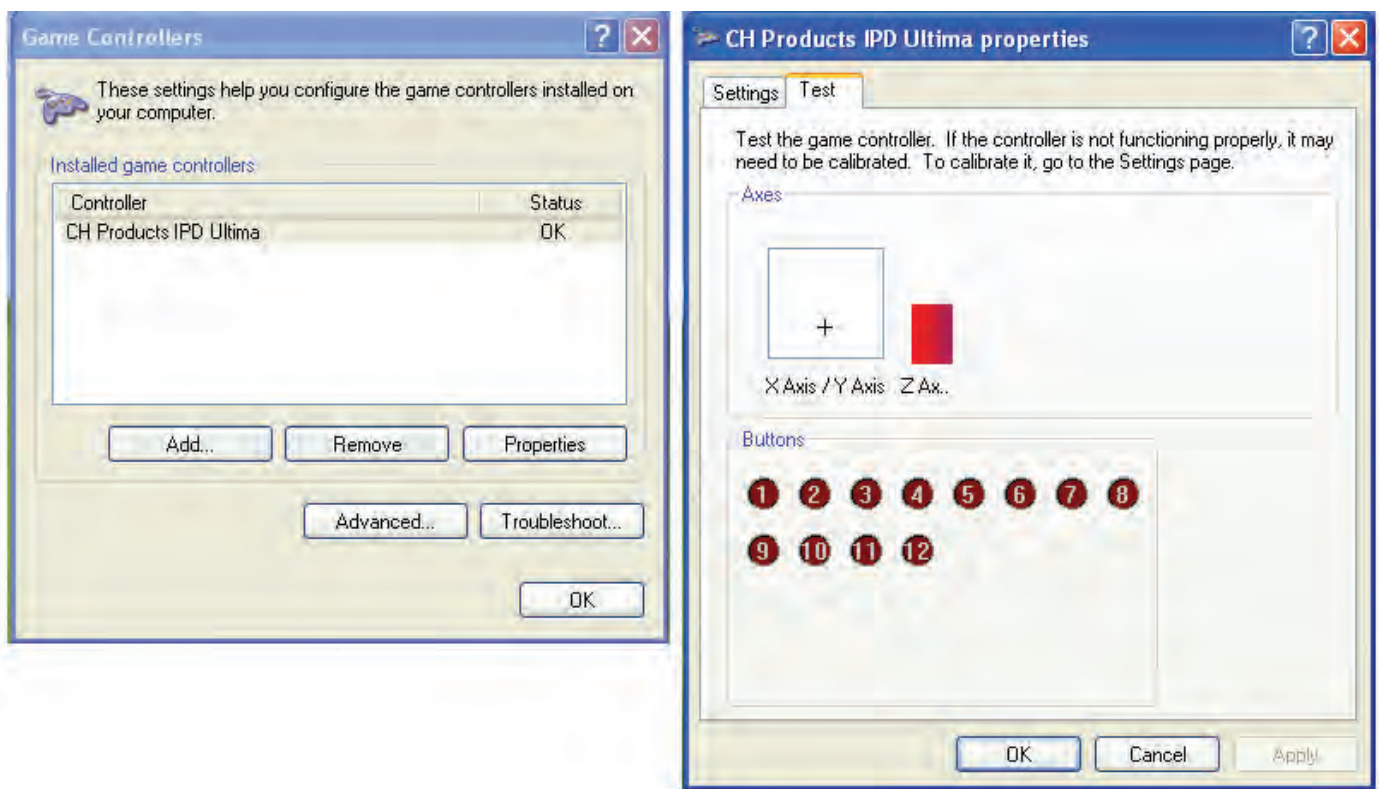 Game Controllers
These settings help you configure the game controllers installed on
your computer.
Installed game controllers
Controller Status
CH Products IPD Ultima OK
Add... Remove Properties
Advanced... Troubleshoot...
OK
CH Products IPD Ultima properties
Settings Test
Test the game controller. If the controller is not functioning properly, it may
need to be calibrated. To calibrate it, go to the Settings page.
Axes
X Axis / Y Axis Z Ax..
Buttons
1 2 3 4 5 6 7 8
9 10 11 12
OK Cancel Apply